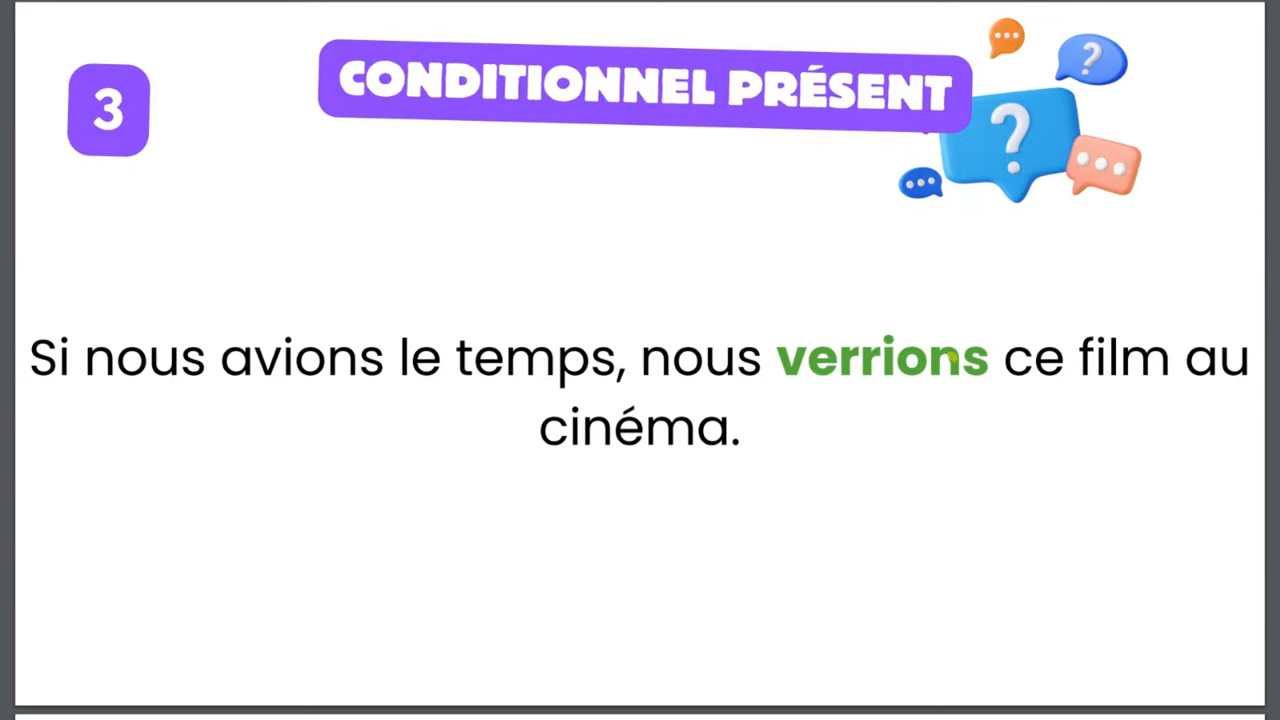 3
CONDITIONNEL PRÉSENT
?
?
Si nous avions le temps, nous verrions ce film au
cinéma.